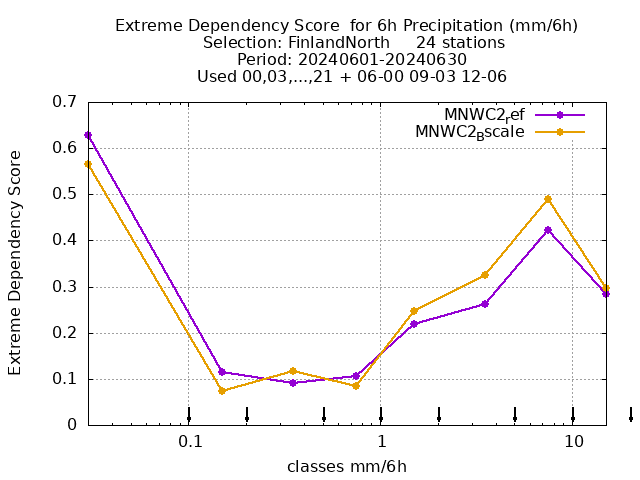 Extreme Dependency Score  for 6h Precipitation (mm/6h)
Selection: FinlandNorth     24 stations
Period: 20240601-20240630
Used 00,03,...,21 + 06-00 09-03 12-06
MNWC2_ref
MNWC2_Bscale
Extreme Dependency Score
0.7
0.6
0.5
0.4
0.3
0.2
0.1
0
0.1
1
10
classes mm/6h